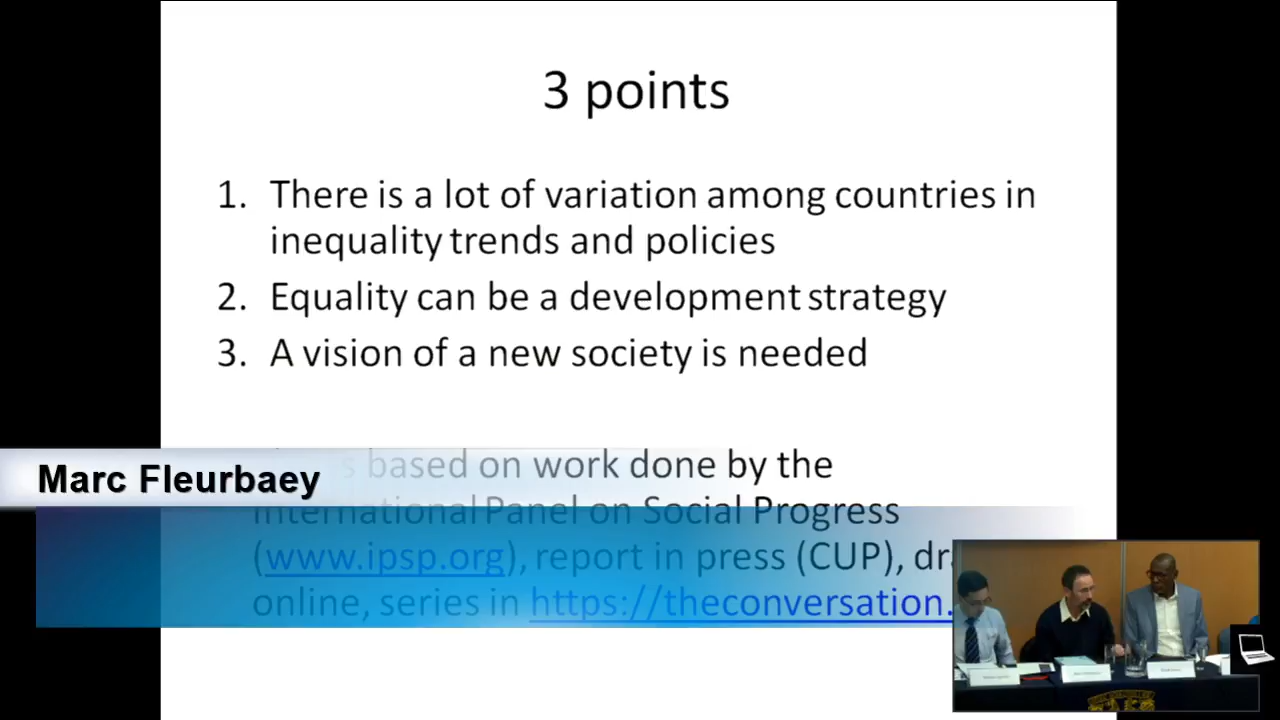 3 points
1. There is a lot of variation among countries in
inequality trends and policies
2. Equality can be a development strategy
3. A vision of a new society is needed
based on work done by the
Marc Fleurbaey
International Panel on Social Progress
(www.ipsp.org), report in press (CUP),
online, series in https://theconversation.